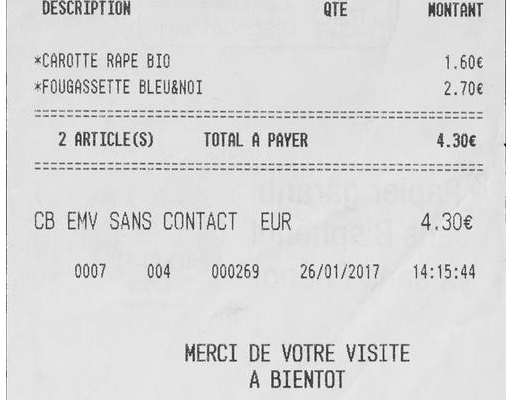 DESCRIPTION QTE MONTANT
*CAROTTE RAPE BIO 1.60€
*FOUGASSETTE BLEU&NOI 2.70€
2 ARTICLE(S) TOTAL A PAYER 4.30€
CB EMV SANS CONTACT EUR 4.30€
0007 004 000269 26/01/2017 14:15:44
MERCI DE VOTRE VISITE
A BIENTOT